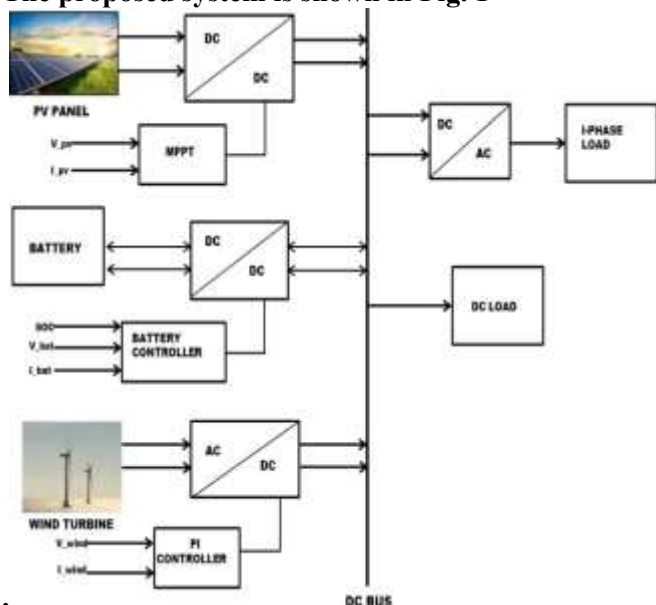 The proposed system is shown in Fig. 1
DC
DC
PV PANEL
V_pv
I_pv
MPPT
DC
AC
I-PHASE
LOAD
BATTERY
DC
DC
SOC
V_bat
I_bat
BATTERY
CONTROLLER
DC LOAD
AC
DC
WIND TURBINE
V_wind
I_wind
PI
CONTROLLER
DC BUS